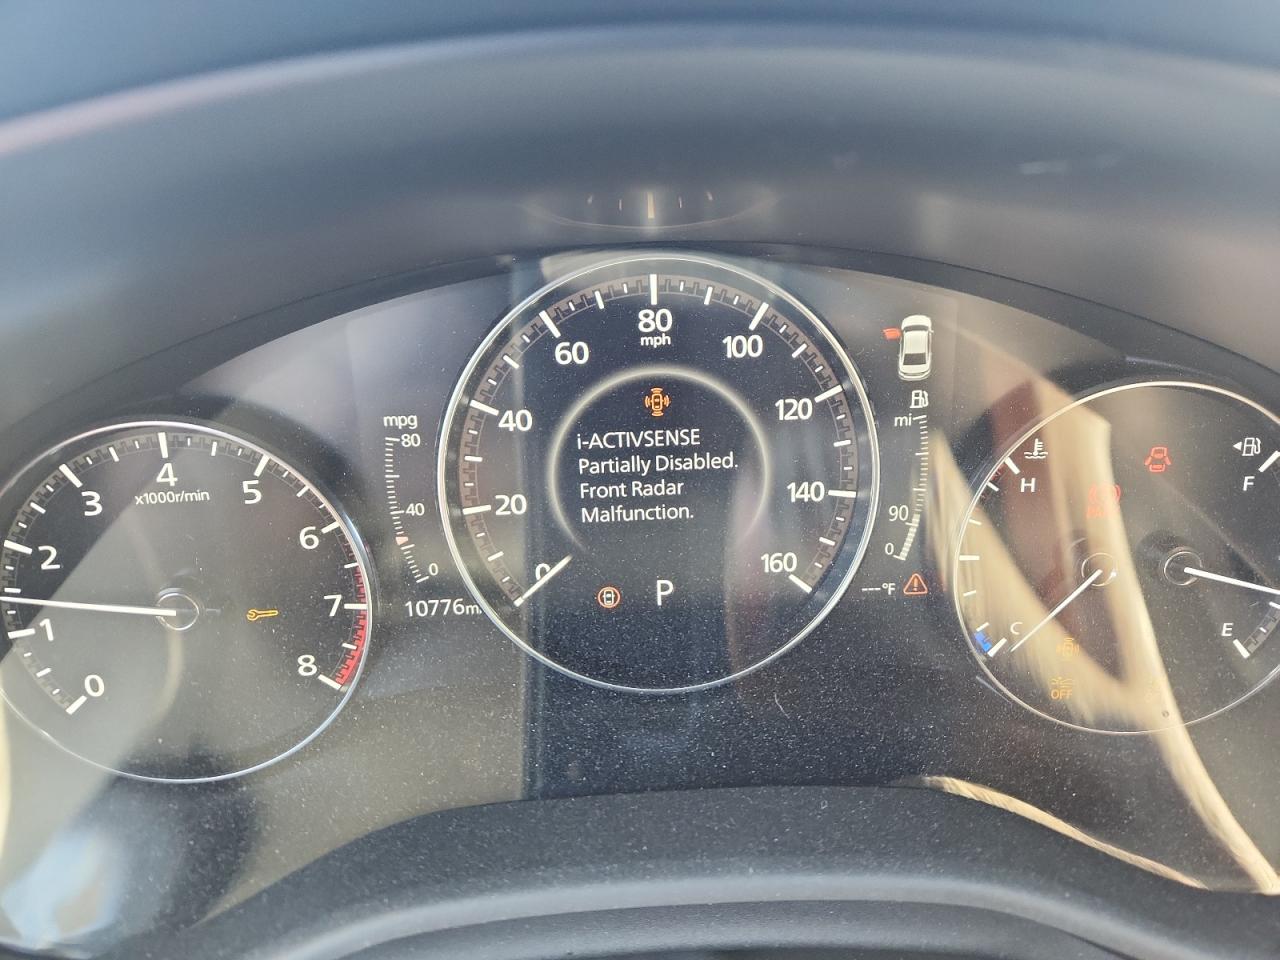 80
mph
60
100
40
120
20
140
0
160
i-ACTIVSENSE
Partially Disabled.
Front Radar
Malfunction.
P
mpg
80
40
0
10776
mi
90
0
---°F
0
1
2
3
4
5
6
7
8
x1000r/min
H
C
F
E
OFF